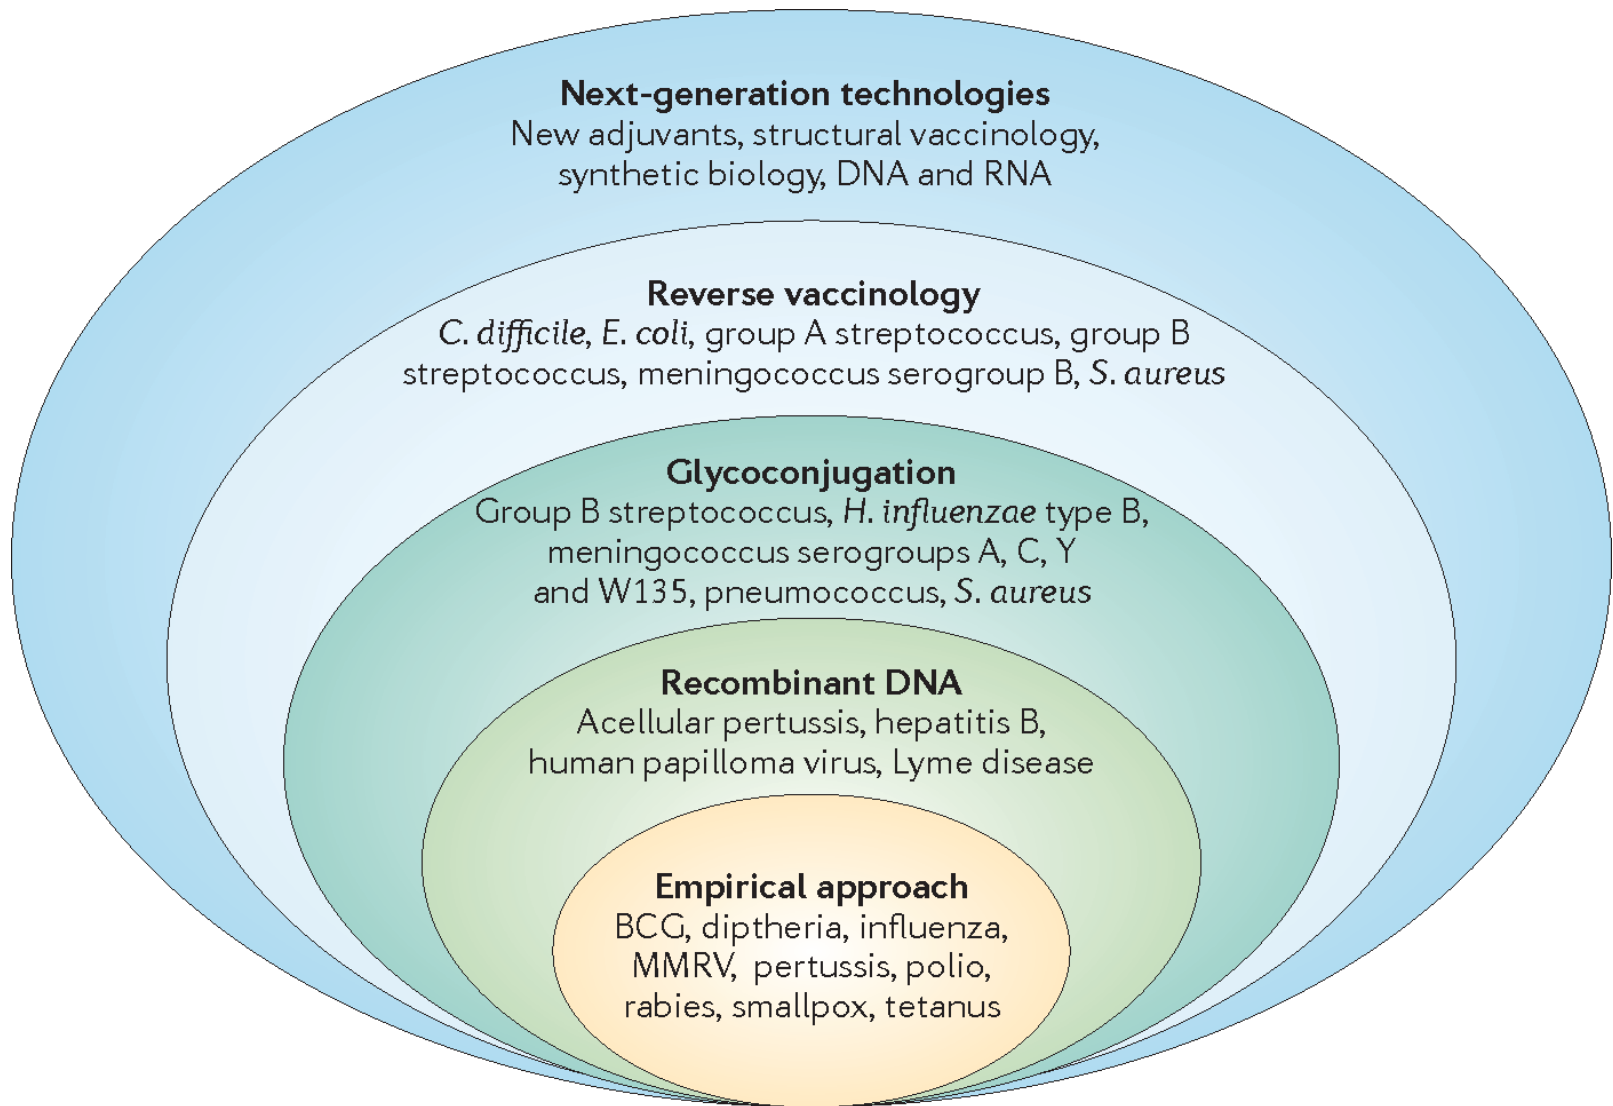 Next-generation technologies
New adjuvants, structural vaccinology,
synthetic biology, DNA and RNA
Reverse vaccinology
C. difficile, E. coli, group A streptococcus, group B
streptococcus, meningococcus serogroup B, S. aureus
Glycoconjugation
Group B streptococcus, H. influenzae type B,
meningococcus serogroups A, C, Y
and W135, pneumococcus, S. aureus
Recombinant DNA
Acellular pertussis, hepatitis B,
human papilloma virus, Lyme disease
Empirical approach
BCG, diptheria, influenza,
MMRV, pertussis, polio,
rabies, smallpox, tetanus